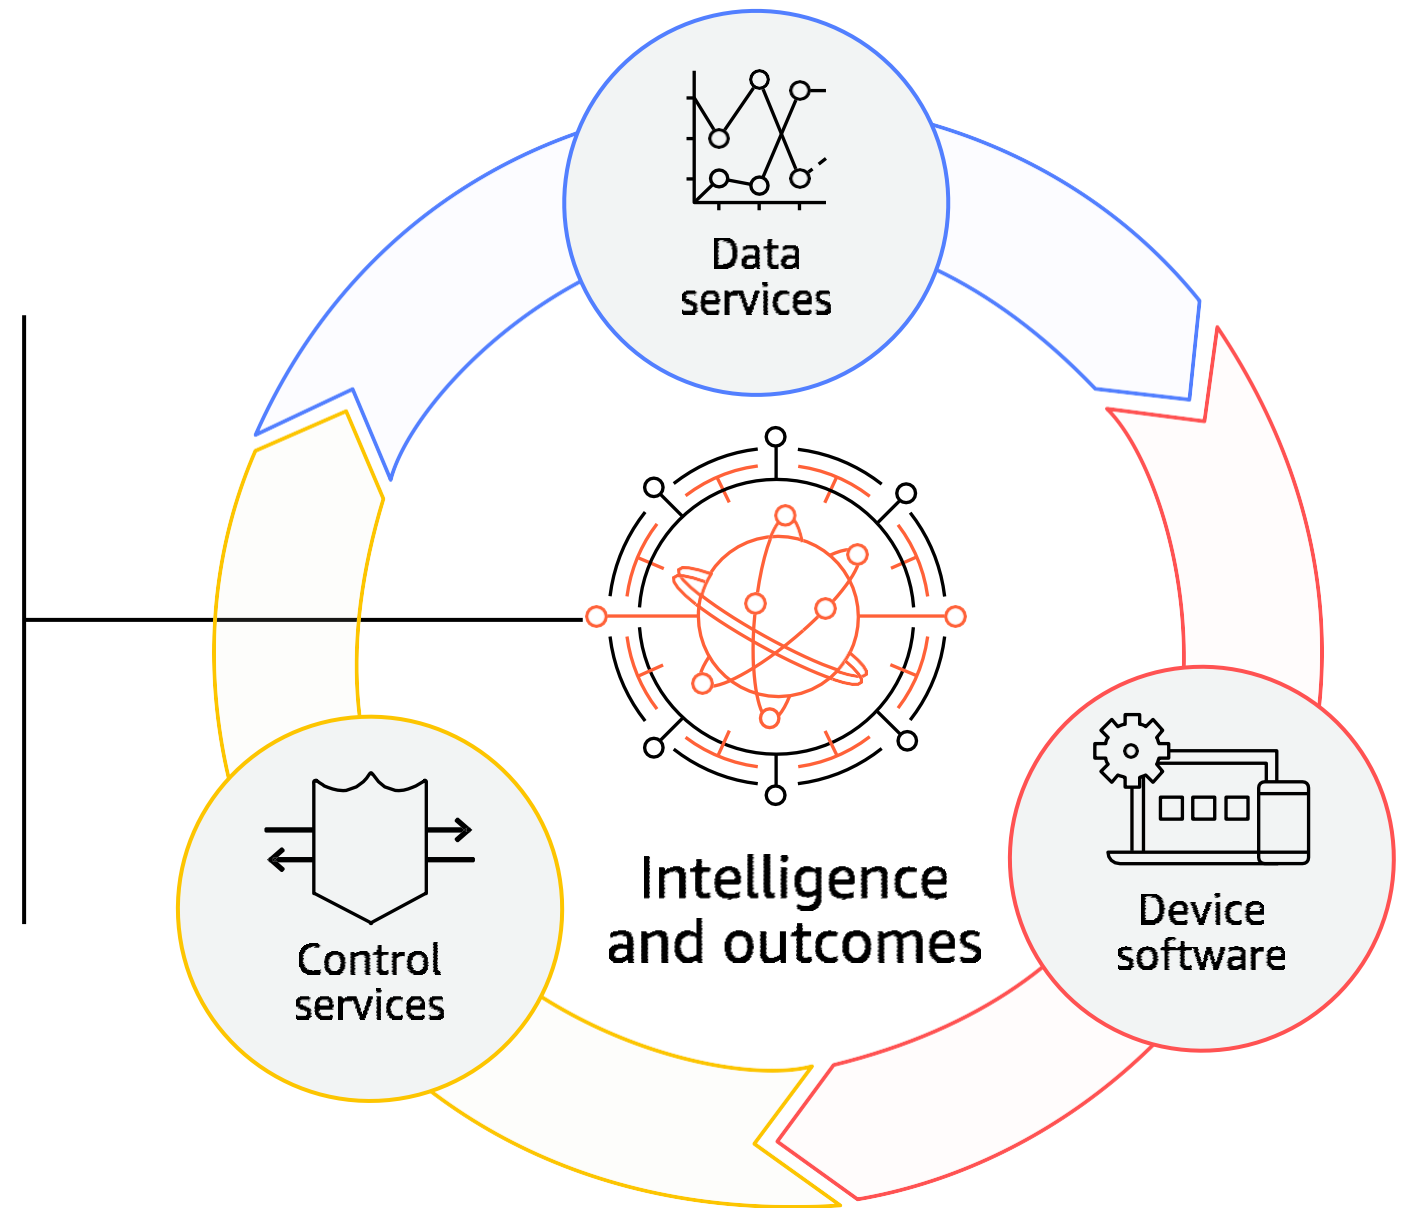 Data
services
Intelligence
and outcomes
Device
software
Control
services